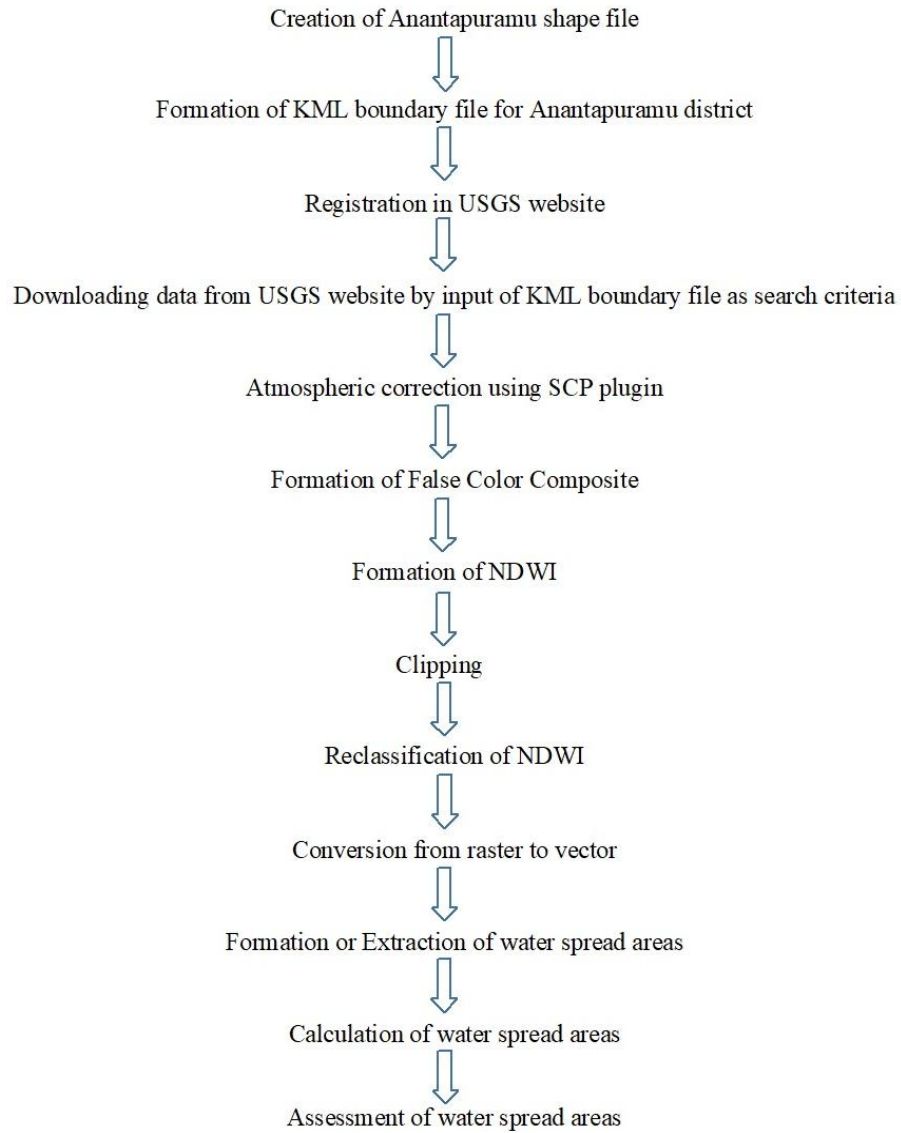 Creation of Anantapuramu shape file
Formation of KML boundary file for Anantapuramu district
Registration in USGS website
Downloading data from USGS website by input of KML boundary file as search criteria
Atmospheric correction using SCP plugin
Formation of False Color Composite
Formation of NDWI
Clipping
Reclassification of NDWI
Conversion from raster to vector
Formation or Extraction of water spread areas
Calculation of water spread areas
Assessment of water spread areas